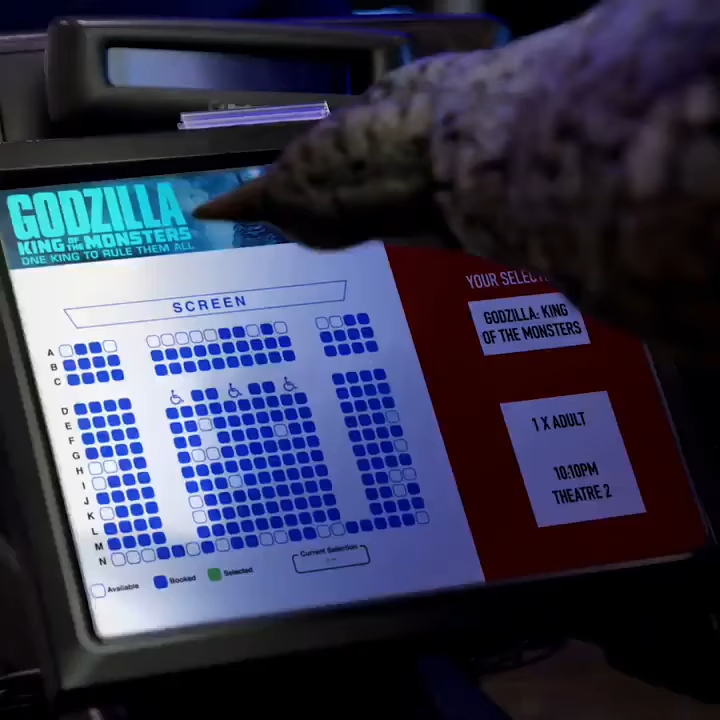 GODZILLA
KING OF THE MONSTERS
ONE KING TO RULE THEM ALL
SCREEN
A
B
C
D
E
F
G
H
I
J
K
L
M
N
Available
Booked
Selected
Current Selection
YOUR
GODZILLA: KING
OF THE MONSTERS
1 X ADULT
10:10PM
THEATRE 2